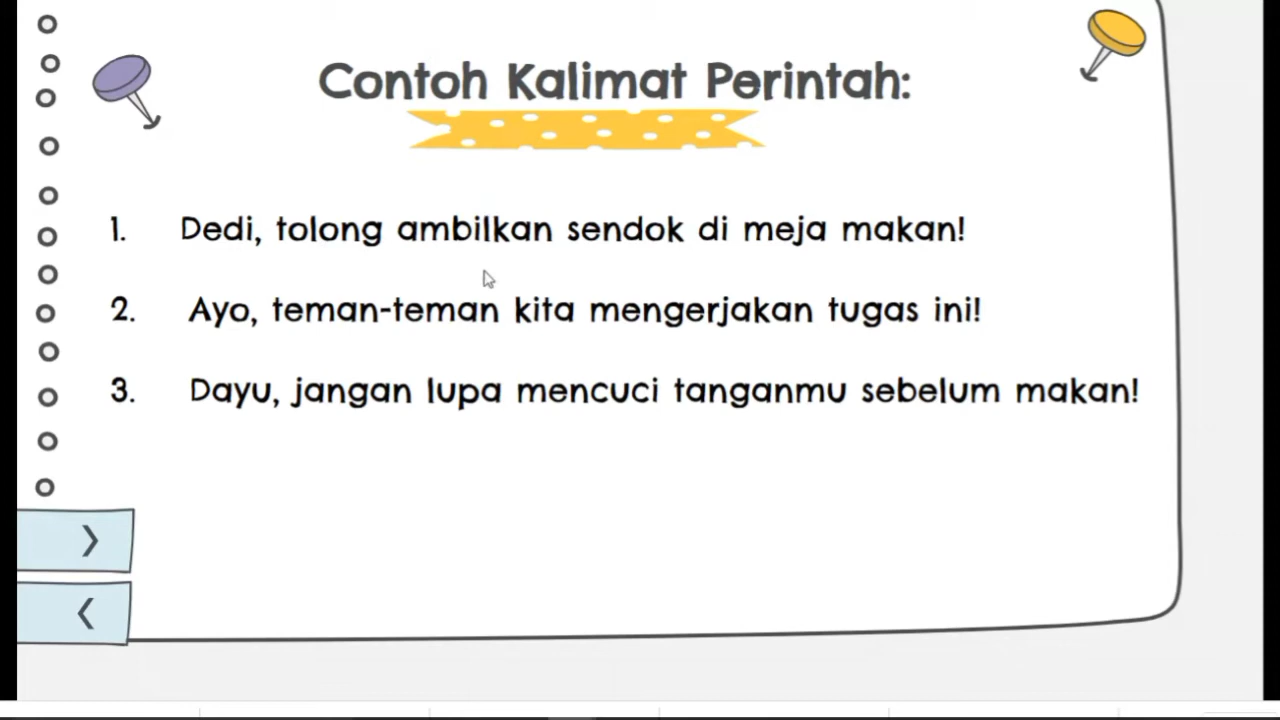 Contoh Kalimat Perintah:
1. Dedi, tolong ambilkan sendok di meja makan!
2. Ayo, teman-teman kita mengerjakan tugas ini!
3. Dayu, jangan lupa mencuci tanganmu sebelum makan!